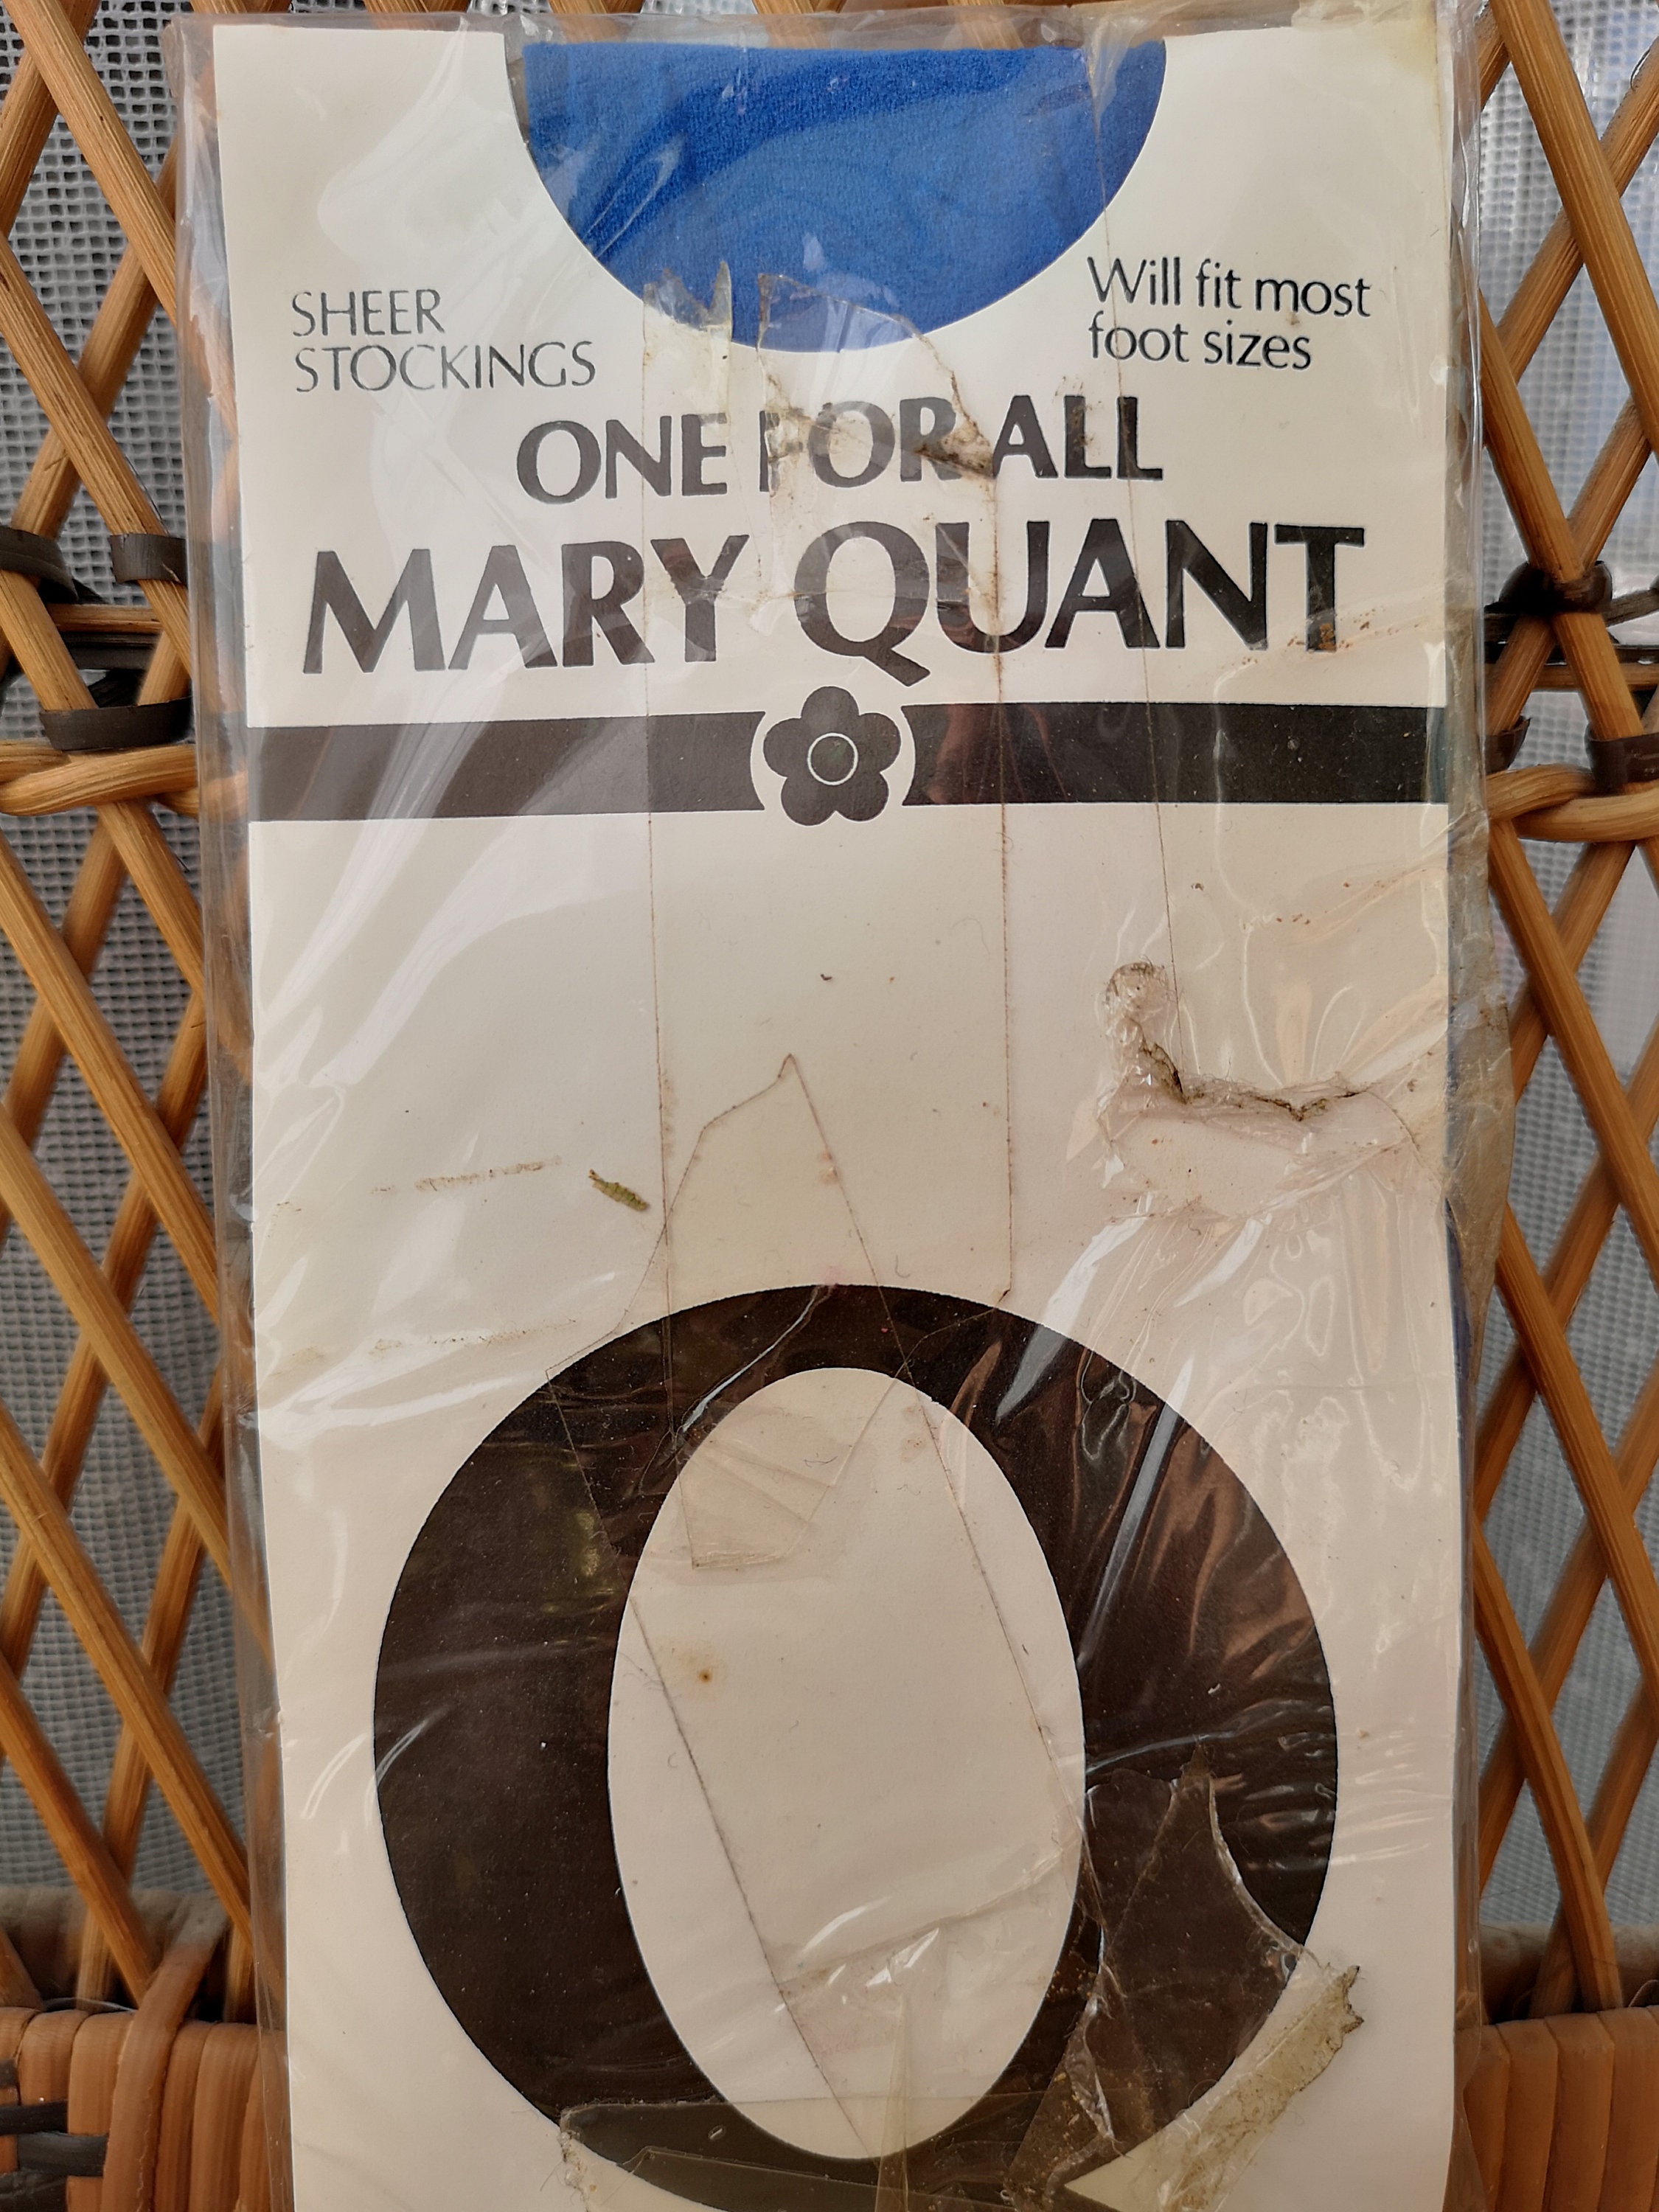 SHEER
STOCKINGS
Will fit most
foot sizes
ONE FOR ALL
MARY QUANT
Q